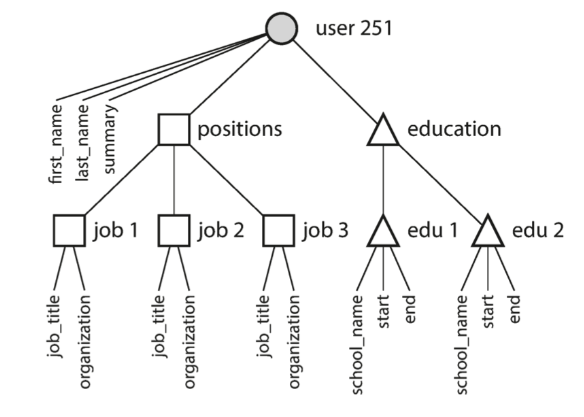 user 251
first_name
last_name
summary
positions
education
job 1
job 2
job 3
edu 1
edu 2
job_title
organization
job_title
organization
job_title
organization
school_name
start
end
school_name
start
end